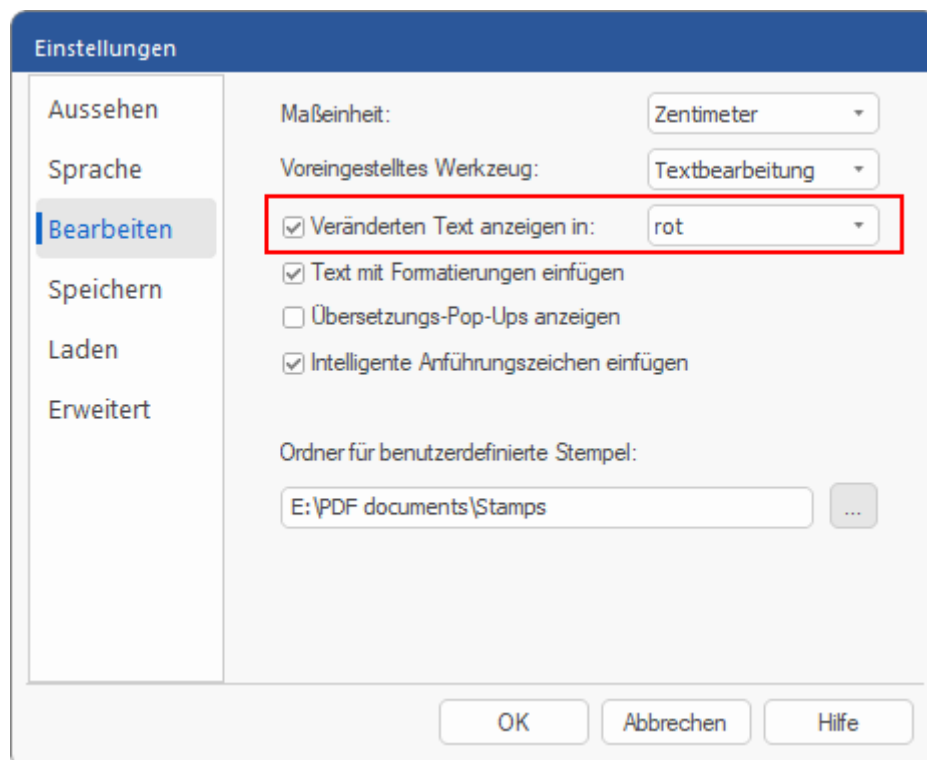 Einstellungen
Aussehen
Sprache
Bearbeiten
Speichern
Laden
Erweitert
Maßeinheit: Zentimeter
Voreingestelltes Werkzeug: Textbearbeitung
Veränderten Text anzeigen in: rot
Text mit Formatierungen einfügen
Übersetzungs-Pop-Ups anzeigen
Intelligente Anführungszeichen einfügen
Ordner für benutzerdefinierte Stempel:
E:\PDF documents\Stamps ...
OK Abbrechen Hilfe